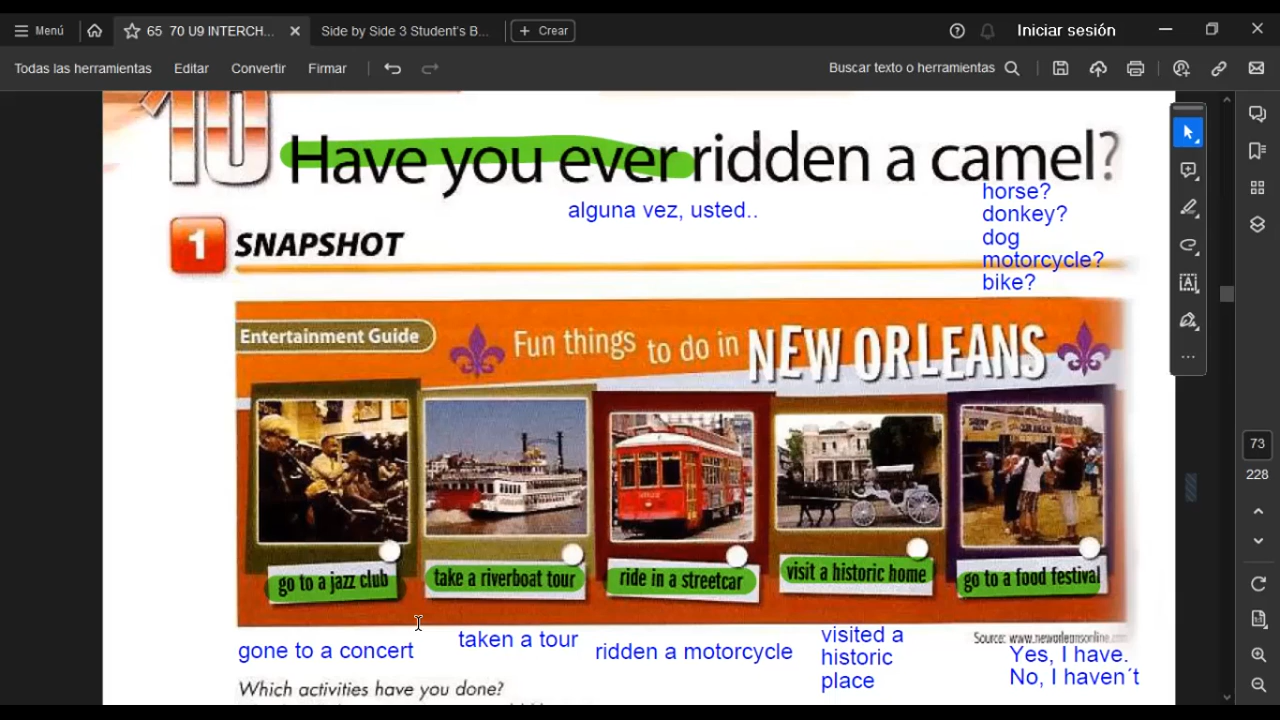 Menú
65 70 U9 INTERCH...
Side by Side 3 Student's B...
Crear
Iniciar sesión
Todas las herramientas
Editar
Convertir
Firmar
Buscar texto o herramientas
10
Have you ever ridden a camel?
alguna vez, usted..
horse?
donkey?
dog
motorcycle?
bike?
1 SNAPSHOT
Entertainment Guide
Fun things to do in NEW ORLEANS
go to a jazz club
take a riverboat tour
ride in a streetcar
visit a historic home
go to a food festival
Source: www.neworleansonline.com
gone to a concert
taken a tour
ridden a motorcycle
visited a
historic
place
Yes, I have.
No, I haven´t
Which activities have you done?
73
228